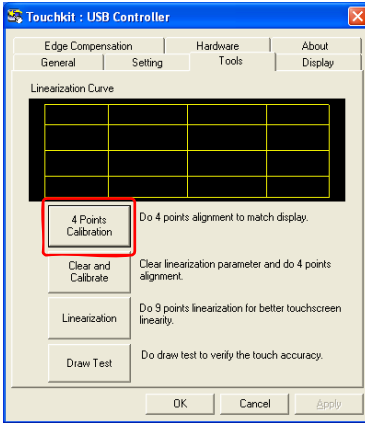 Touchkit : USB Controller
Edge Compensation
Hardware
About
General
Setting
Tools
Display
Linearization Curve
4 Points
Calibration
Do 4 points alignment to match display.
Clear and
Calibrate
Clear linearization parameter and do 4 points
alignment.
Linearization
Do 9 points linearization for better touchscreen
linearity.
Draw Test
Do draw test to verify the touch accuracy.
OK
Cancel
Apply